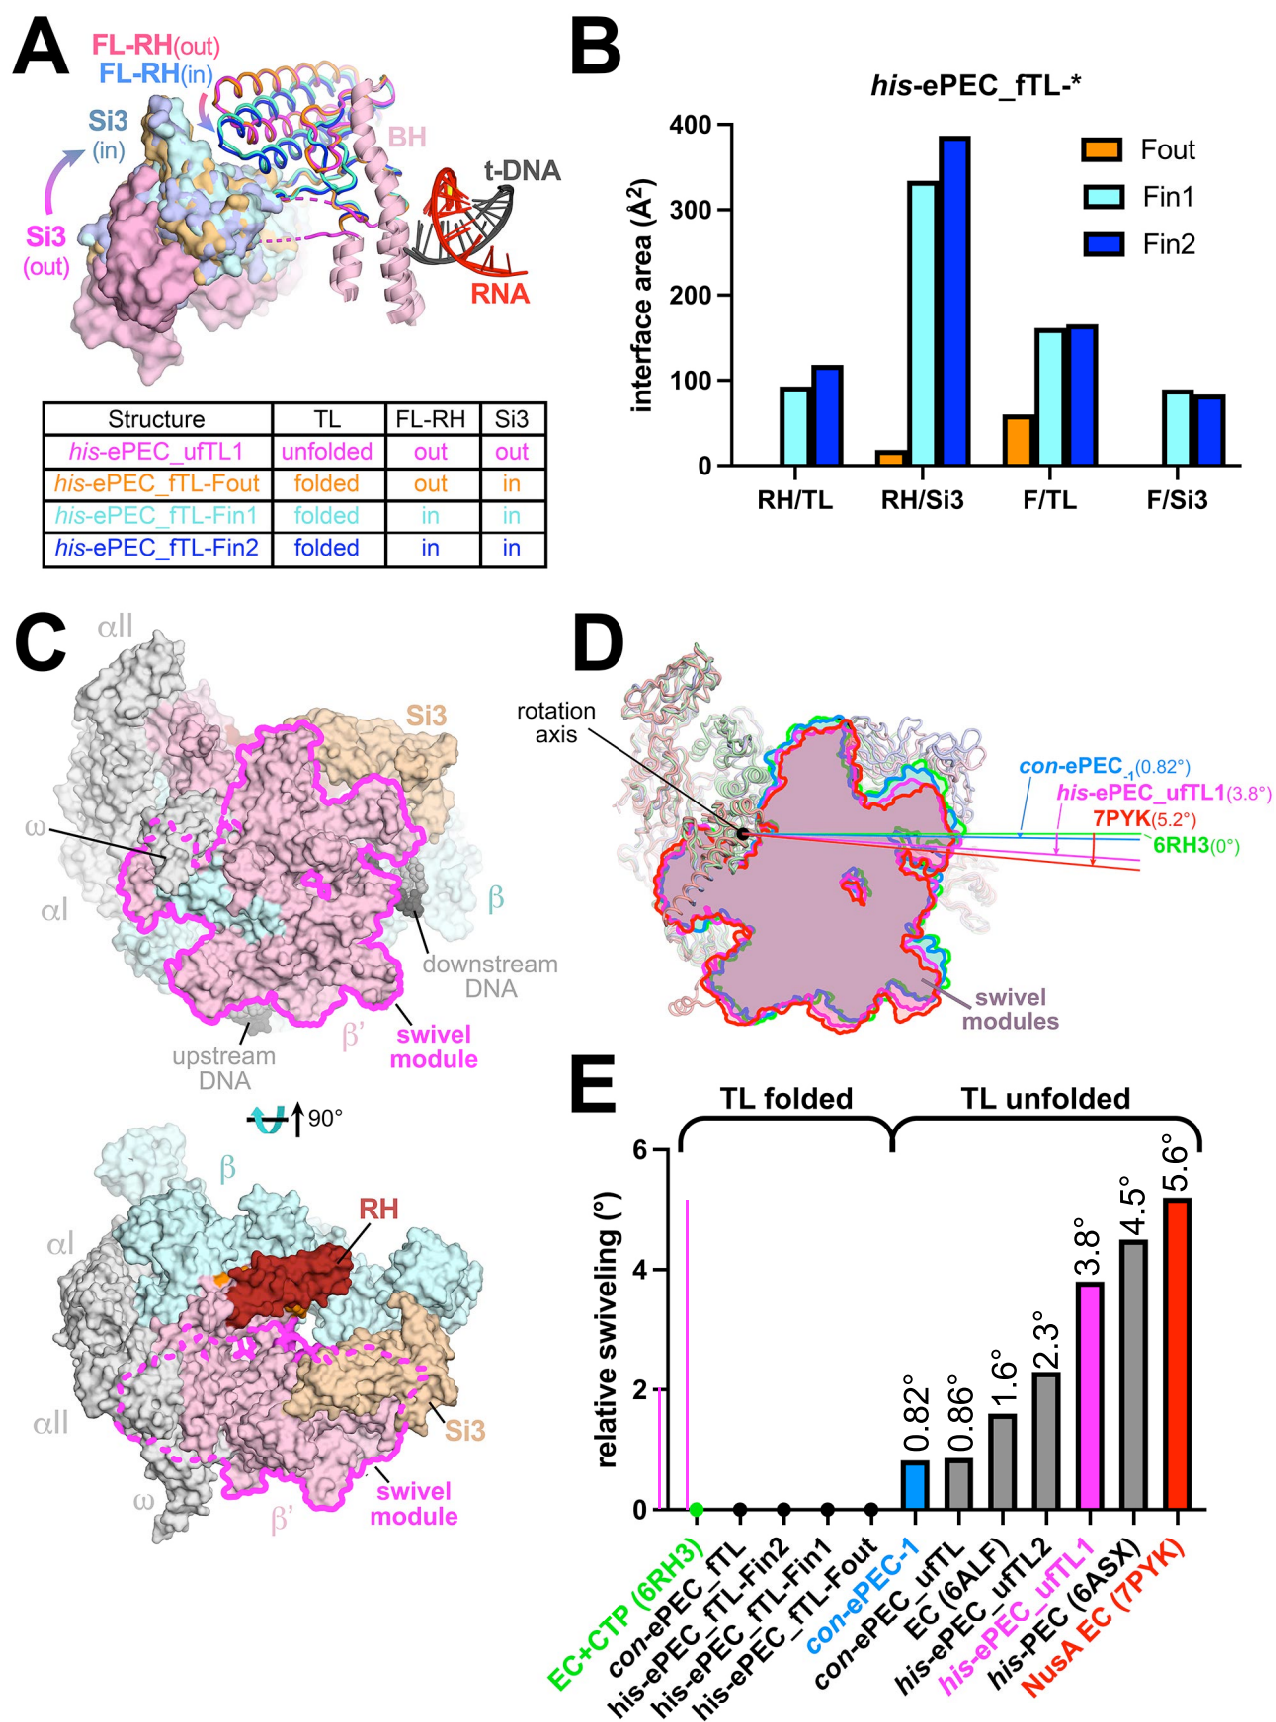 A
FL-RH(out)
FL-RH(in)
Si3
(in)
BH
t-DNA
Si3
(out)
RNA
Structure TL FL-RH Si3
his-ePEC_ufTL1 unfolded out out
his-ePEC_fTL-Fout folded out in
his-ePEC_fTL-Fin1 folded in in
his-ePEC_fTL-Fin2 folded in in
B
his-ePEC_fTL-*
interface area (Å²)
400
300
200
100
0
Fout
Fin1
Fin2
RH/TL RH/Si3 F/TL F/Si3
C
αII
Si3
ω
αI
β
downstream
DNA
β'
swivel
module
upstream
DNA
90°
β
RH
αI
αII
Si3
ω
swivel
module
β'
D
rotation
axis
con-ePEC-1(0.82°)
his-ePEC_ufTL1(3.8°)
7PYK(5.2°)
6RH3(0°)
swivel
modules
E
TL folded TL unfolded
relative swiveling (°)
6
4
2
0
0.82°
0.86°
1.6°
2.3°
3.8°
4.5°
5.6°
EC+CTP (6RH3)
con-ePEC_fTL
his-ePEC_fTL-Fin2
his-ePEC_fTL-Fin1
his-ePEC_fTL-Fout
con-ePEC-1
con-ePEC_ufTL
EC (6ALF)
his-ePEC_ufTL2
his-ePEC_ufTL1
his-PEC (6ASX)
NusA EC (7PYK)